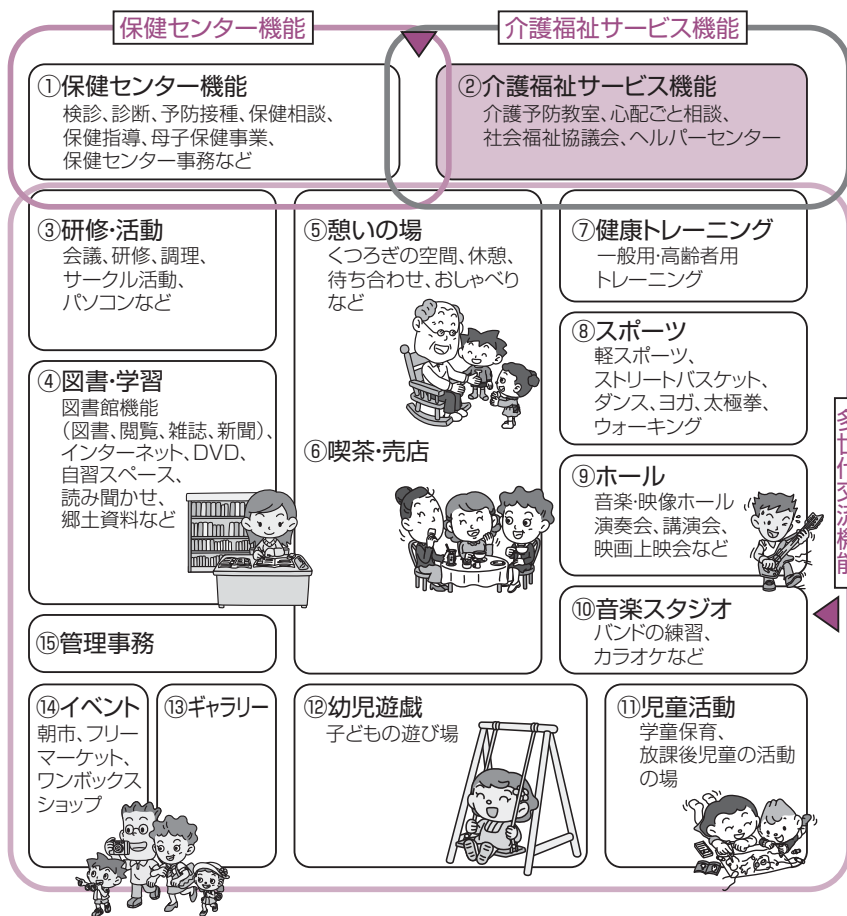 保健センター機能
介護福祉サービス機能
①保健センター機能
検診、診断、予防接種、保健相談、
保健指導、母子保健事業、
保健センター事務など
②介護福祉サービス機能
介護予防教室、心配ごと相談、
社会福祉協議会、ヘルパーセンター
③研修・活動
会議、研修、調理、
サークル活動、
パソコンなど
④図書・学習
図書館機能
(図書、閲覧、雑誌、新聞)、
インターネット、DVD、
自習スペース、
読み聞かせ、
郷土資料など
⑮管理事務
⑤憩いの場
くつろぎの空間、休憩、
待ち合わせ、おしゃべり
など
⑥喫茶・売店
⑦健康トレーニング
一般用・高齢者用
トレーニング
⑧スポーツ
軽スポーツ、
ストリートバスケット、
ダンス、ヨガ、太極拳、
ウォーキング
⑨ホール
音楽・映像ホール
演奏会、講演会、
映画上映会など
⑩音楽スタジオ
バンドの練習、
カラオケなど
多世代交流機能
⑭イベント
朝市、フリー
マーケット、
ワンボックス
ショップ
⑬ギャラリー
⑫幼児遊戯
子どもの遊び場
⑪児童活動
学童保育、
放課後児童の活動
の場